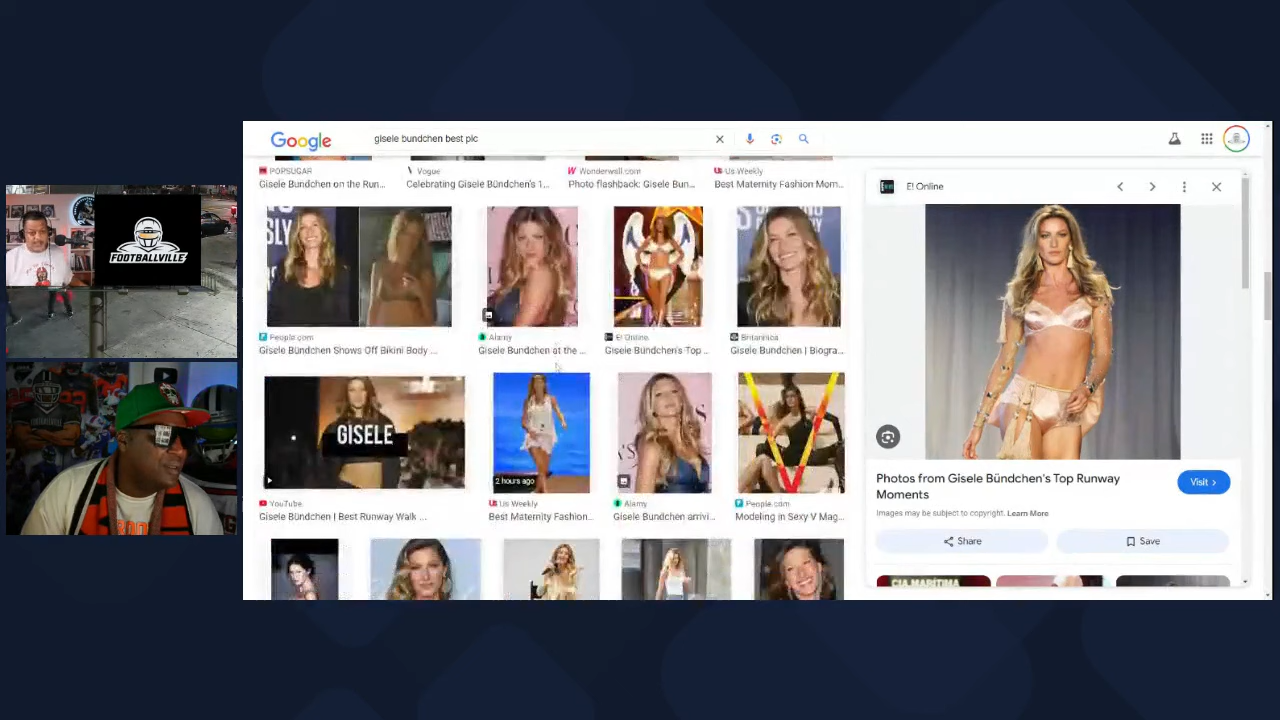 FOOTBALLVILLE
Google
gisele bundchen best pic
POPSUGAR
Gisele Bundchen on the Run...
Vogue
Celebrating Gisele Bündchen's 1...
Wonderwall.com
Photo flashback: Gisele Bun...
Us Weekly
Best Maternity Fashion Mom...
People.com
Gisele Bündchen Shows Off Bikini Body ...
Alamy
Gisele Bundchen at the ...
E! Online
Gisele Bündchen's Top ...
Britannica
Gisele Bündchen | Biogra...
GISELE
YouTube
Gisele Bündchen | Best Runway Walk ...
2 hours ago
Us Weekly
Best Maternity Fashion...
Alamy
Gisele Bundchen arrivi...
V
People.com
Modeling in Sexy V Mag...
E! Online
Photos from Gisele Bündchen's Top Runway
Moments
Visit >
Images may be subject to copyright. Learn More
Share
Save
CIA MARÍTIMA